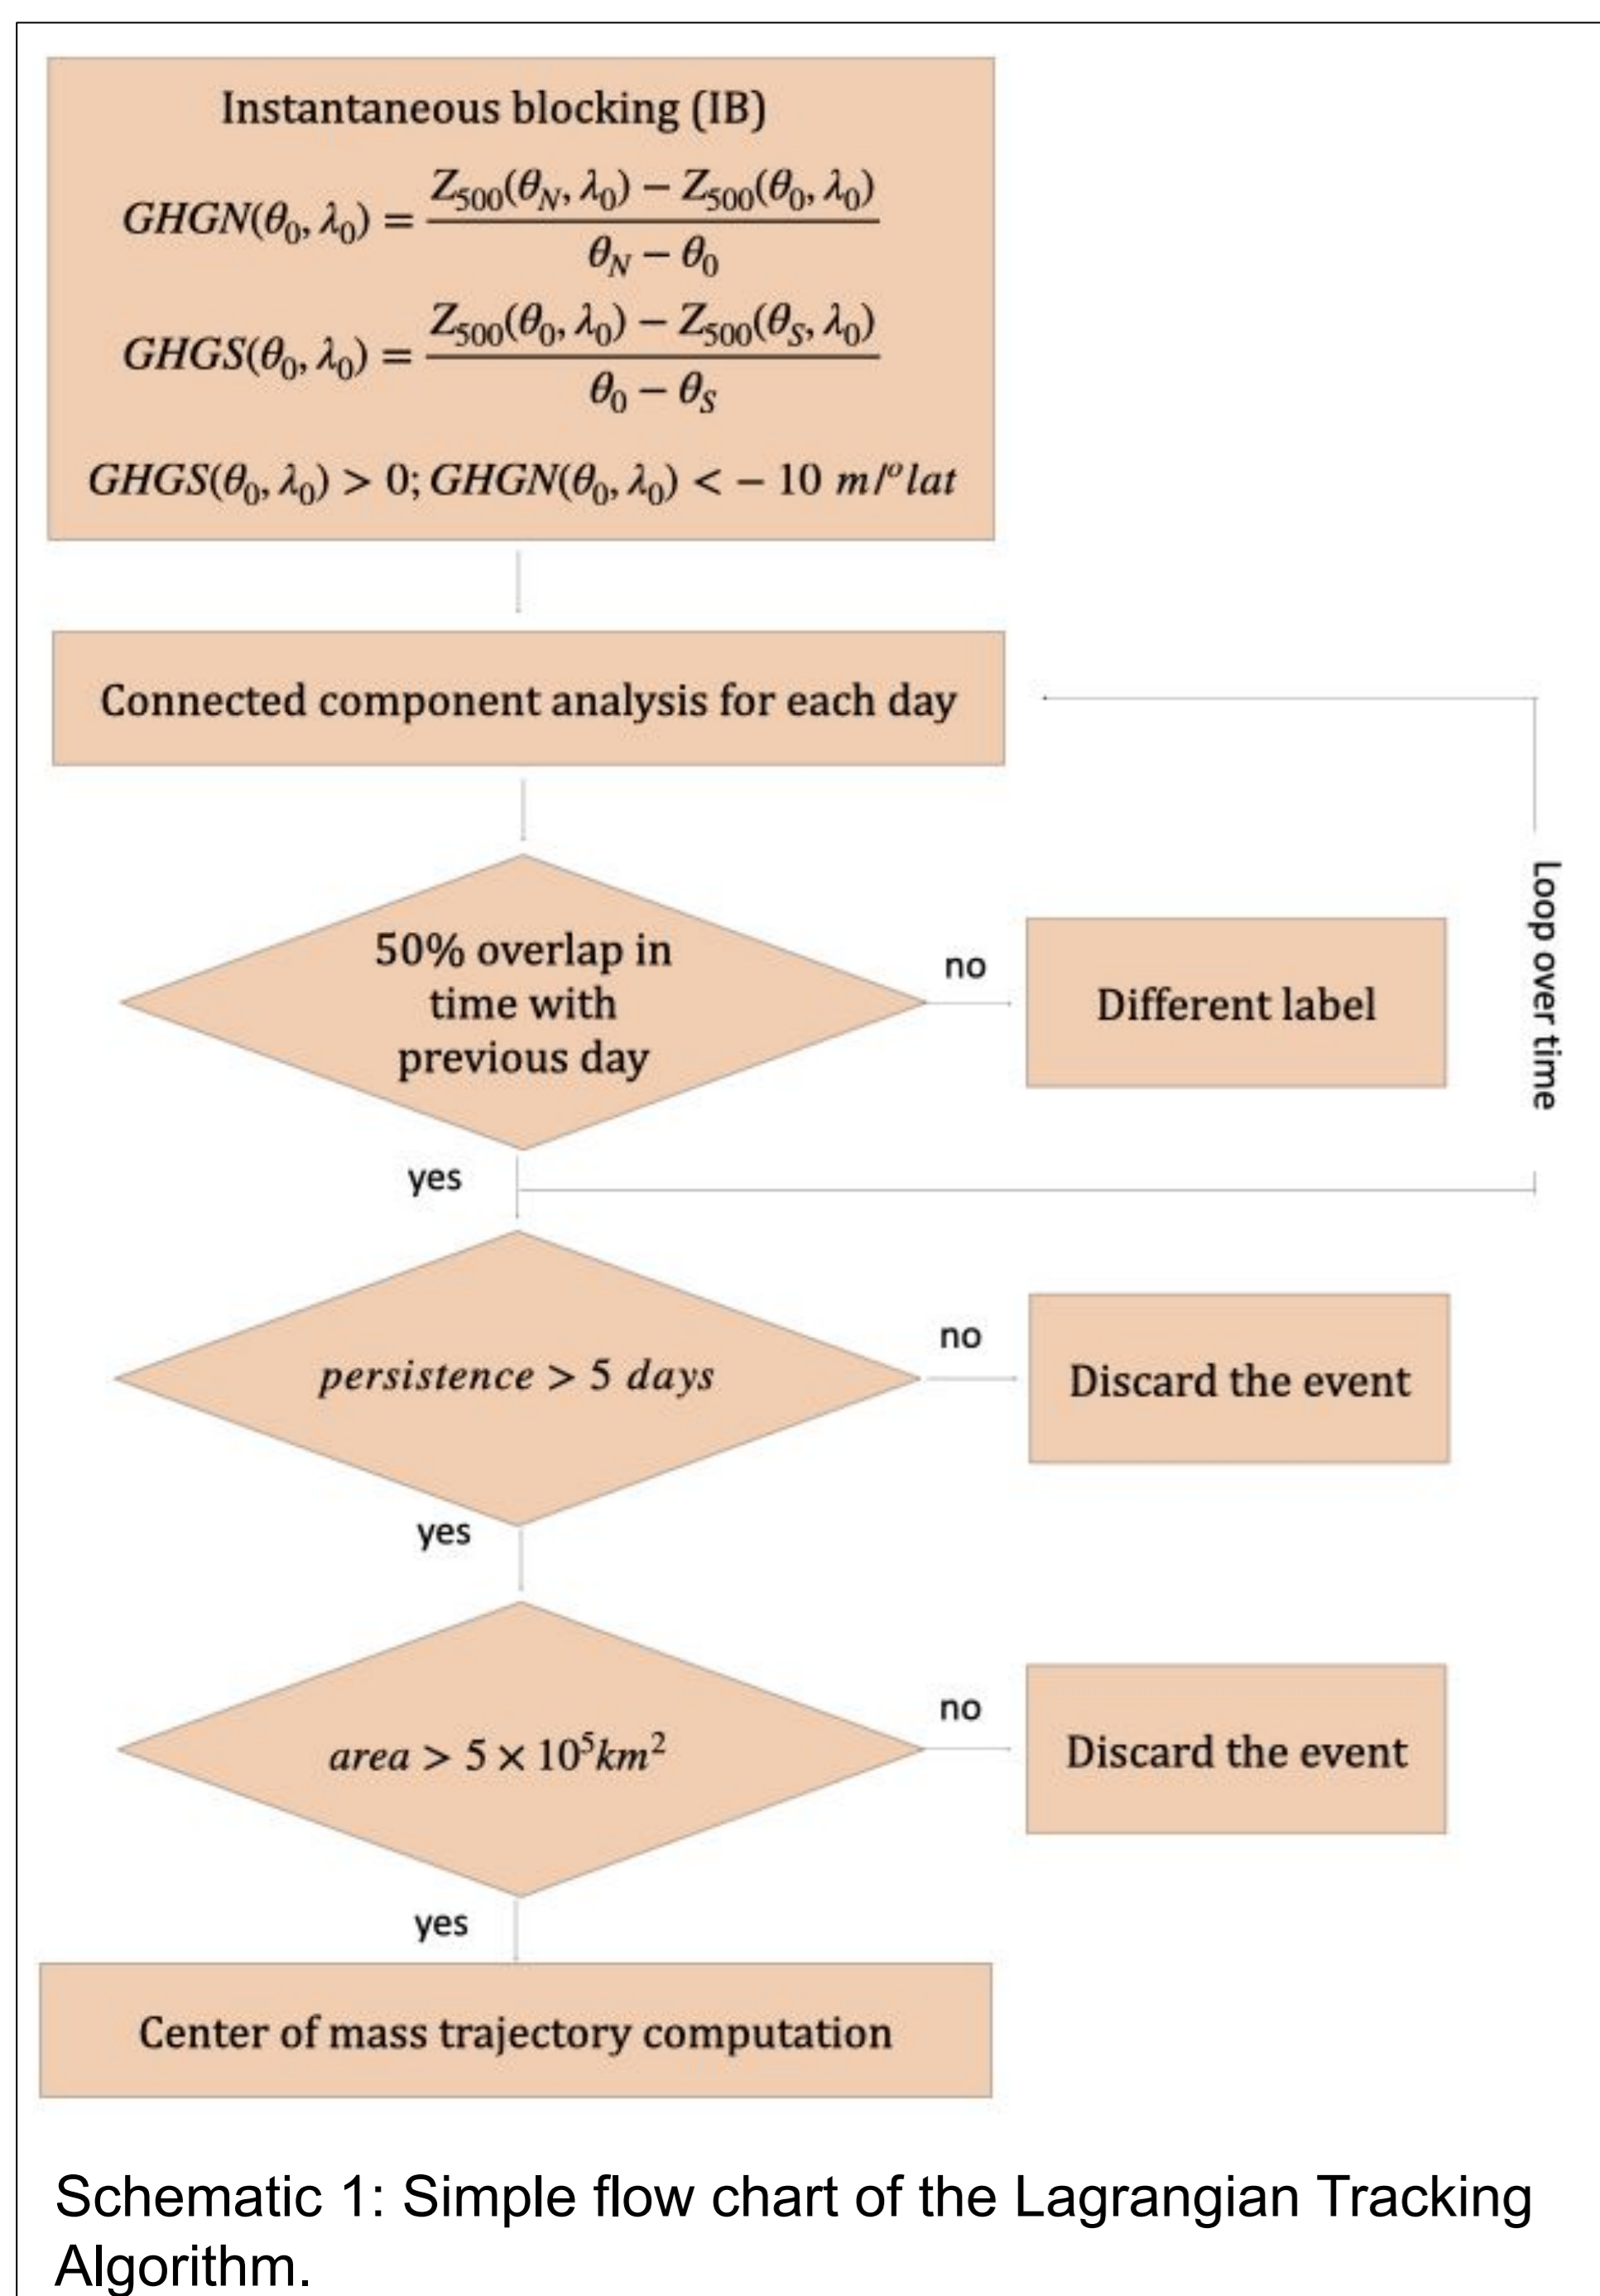 Instantaneous blocking (IB)
GHGN(θ₀, λ₀) = Z₅₀₀(θ_N, λ₀) − Z₅₀₀(θ₀, λ₀) / θ_N − θ₀
GHGS(θ₀, λ₀) = Z₅₀₀(θ₀, λ₀) − Z₅₀₀(θ_S, λ₀) / θ₀ − θ_S
GHGS(θ₀, λ₀) > 0; GHGN(θ₀, λ₀) < − 10 m/°lat
Connected component analysis for each day
50% overlap in
time with
previous day
no
Different label
Loop over time
yes
persistence > 5 days
no
Discard the event
yes
area > 5 × 10⁵km²
no
Discard the event
yes
Center of mass trajectory computation
Schematic 1: Simple flow chart of the Lagrangian Tracking
Algorithm.